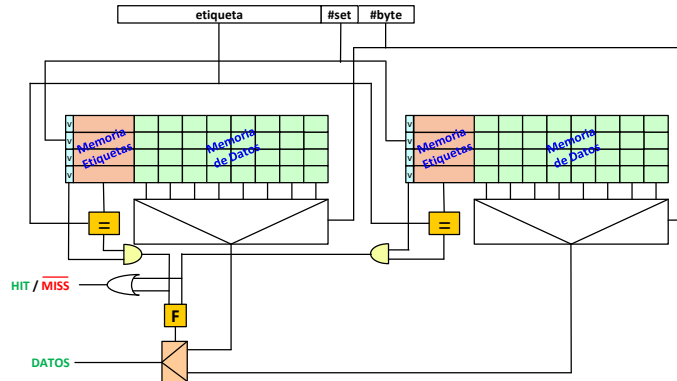 etiqueta #set #byte
V
V
V
V
Memoria
Etiquetas
Memoria
de Datos
V
V
V
V
Memoria
Etiquetas
Memoria
de Datos
=
=
HIT / MISS
F
DATOS